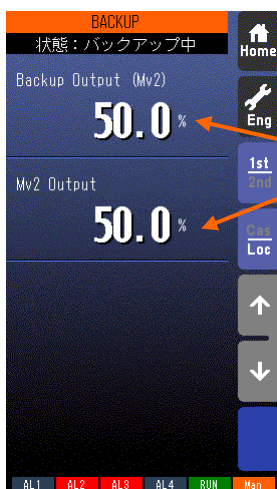 BACKUP
状態：バックアップ中
Home
Backup Output (Mv2)
50.0 %
Eng
1st
2nd
Mv2 Output
50.0 %
Cas
Loc
AL1 AL2 AL3 AL4 RUN Man